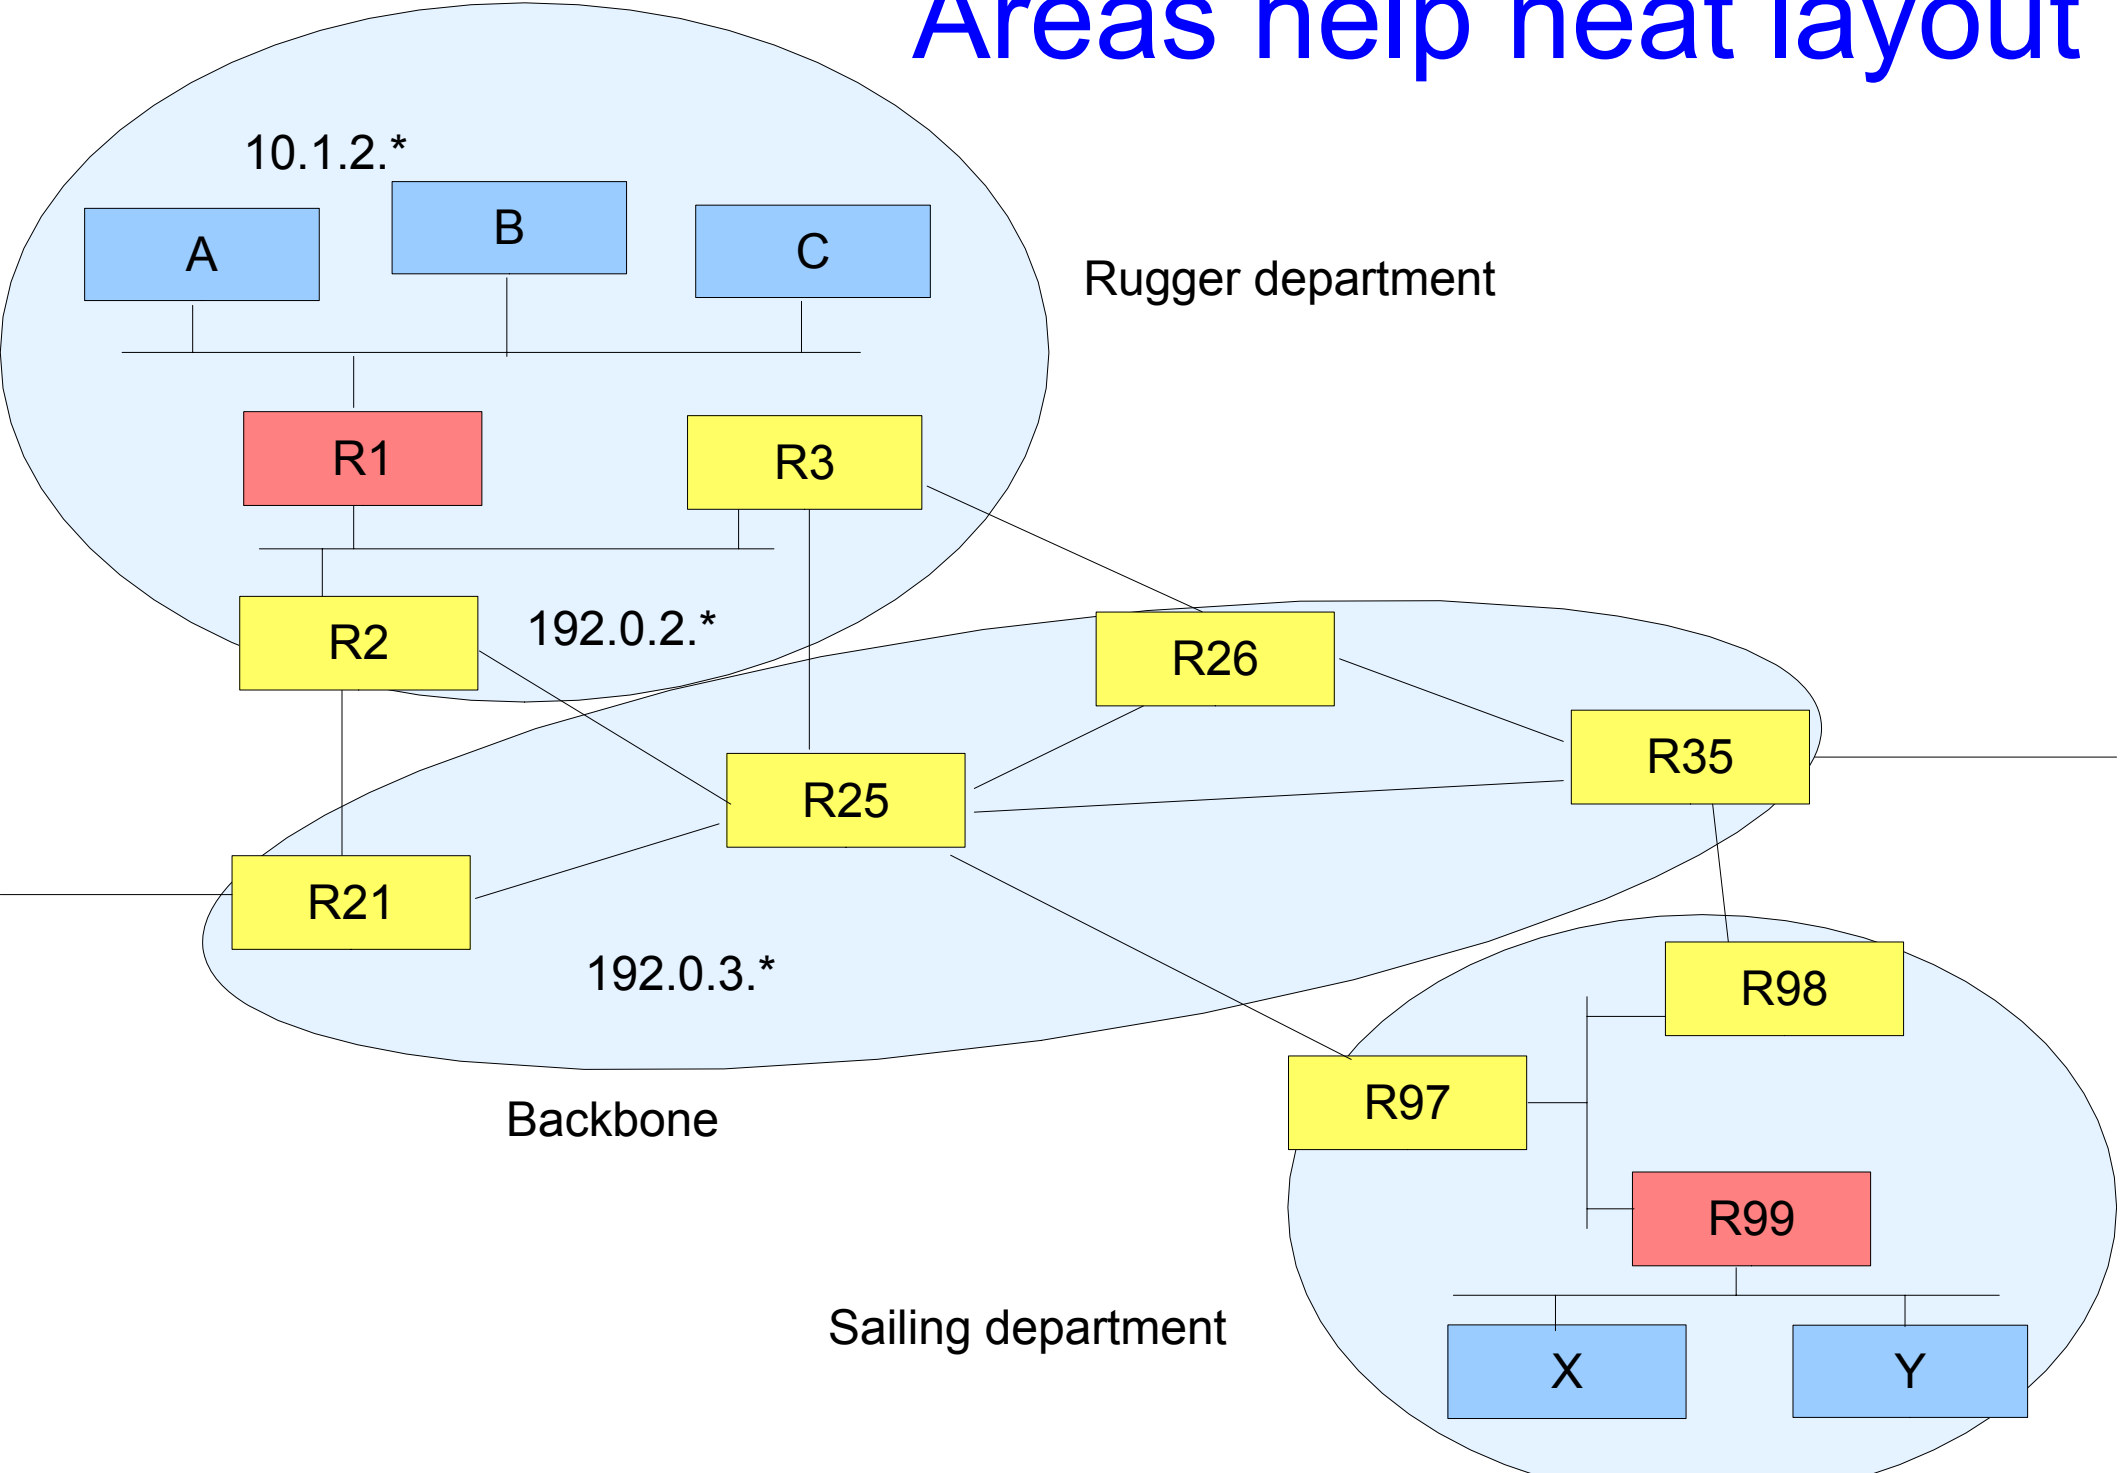 Areas help neat layout
10.1.2.*
A
B
C
Rugger department
R1
R3
R2
192.0.2.*
R26
R35
R25
R21
192.0.3.*
R98
R97
Backbone
R99
Sailing department
X
Y